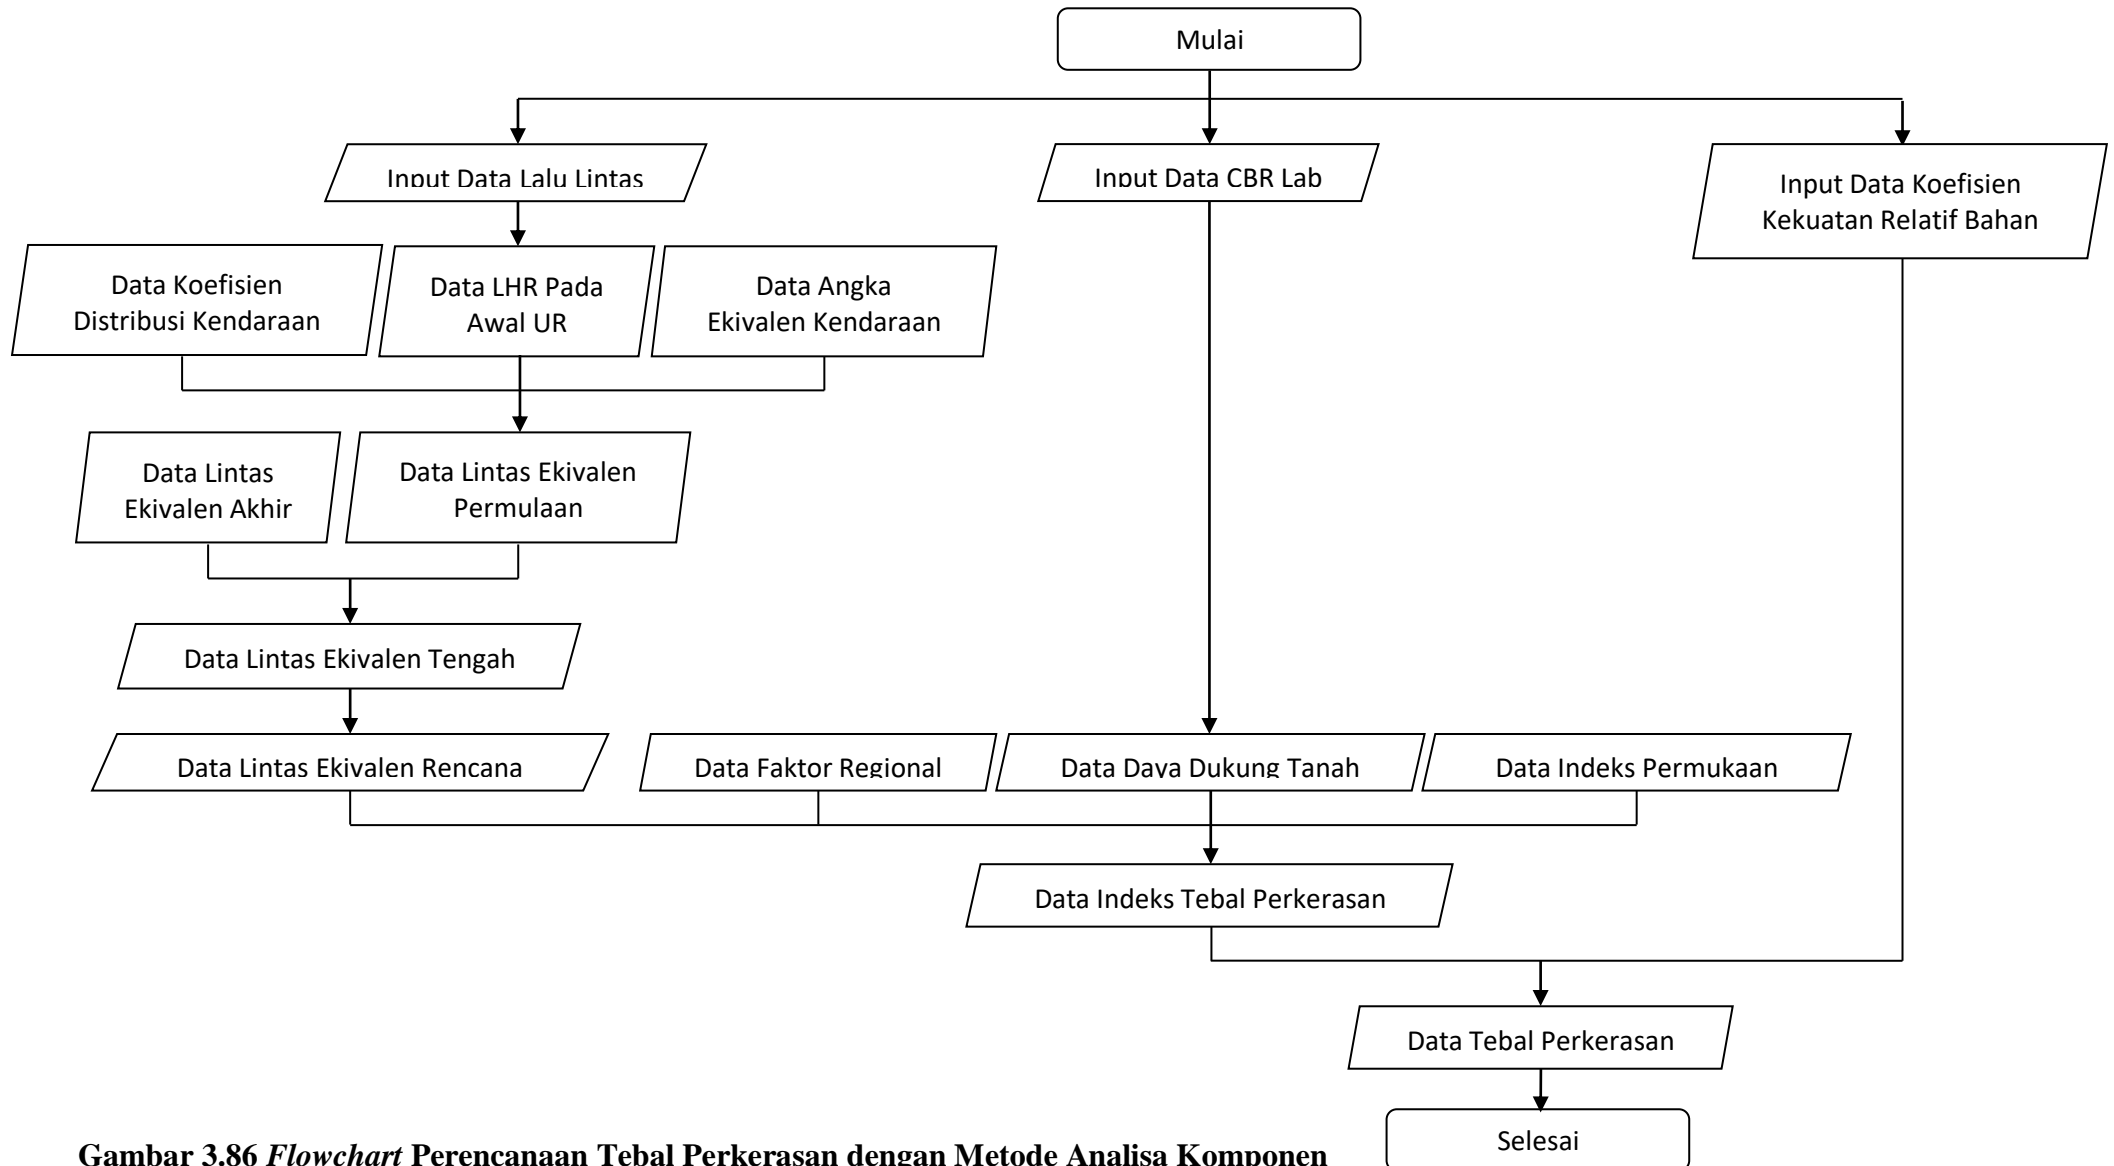 Mulai
Input Data Lalu Lintas
Input Data CBR Lab
Input Data Koefisien
Kekuatan Relatif Bahan
Data Koefisien
Distribusi Kendaraan
Data LHR Pada
Awal UR
Data Angka
Ekivalen Kendaraan
Data Lintas
Ekivalen Akhir
Data Lintas Ekivalen
Permulaan
Data Lintas Ekivalen Tengah
Data Lintas Ekivalen Rencana
Data Faktor Regional
Data Daya Dukung Tanah
Data Indeks Permukaan
Data Indeks Tebal Perkerasan
Data Tebal Perkerasan
Selesai
Gambar 3.86 Flowchart Perencanaan Tebal Perkerasan dengan Metode Analisa Komponen